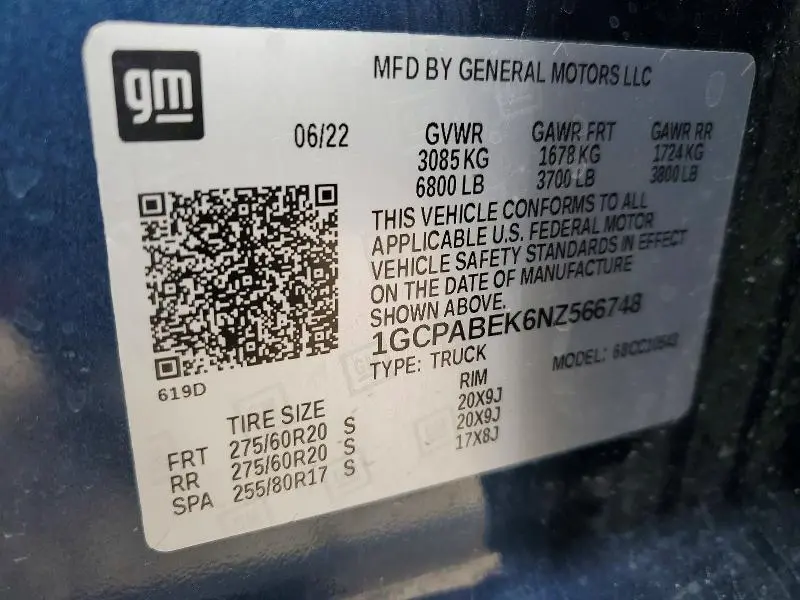 gm
MFD BY GENERAL MOTORS LLC
06/22
GVWR GAWR FRT GAWR RR
3085 KG 1678 KG 1724 KG
6800 LB 3700 LB 3800 LB
THIS VEHICLE CONFORMS TO ALL
APPLICABLE U.S. FEDERAL MOTOR
VEHICLE SAFETY STANDARDS IN EFFECT
ON THE DATE OF MANUFACTURE
SHOWN ABOVE.
1GCPABEK6NZ566748
TYPE: TRUCK MODEL:
619D
TIRE SIZE RIM
FRT 275/60R20 S 20X9J
RR 275/60R20 S 20X9J
SPA 255/80R17 S 17X8J